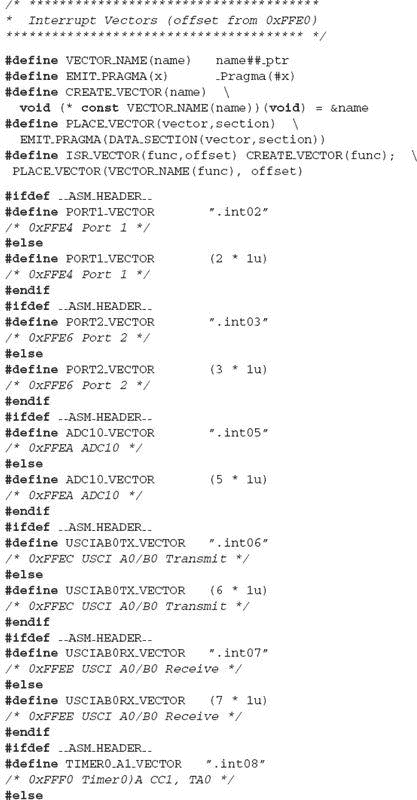 /* ************************************
*  Interrupt Vectors (offset from 0xFFE0)
************************************* */
#define VECTOR_NAME(name)   name##_ptr
#define EMIT_PRAGMA(x)      _Pragma(#x)
#define CREATE_VECTOR(name)  \
void (* const VECTOR_NAME(name))(void) = &name
#define PLACE_VECTOR(vector,section)  \
EMIT_PRAGMA(DATA_SECTION(vector,section))
#define ISR_VECTOR(func,offset) CREATE_VECTOR(func);  \
PLACE_VECTOR(VECTOR_NAME(func), offset)
#ifdef __ASM_HEADER__
#define PORT1_VECTOR       ".int02"
/* 0xFFE4 Port 1 */
#else
#define PORT1_VECTOR       (2 * 1u)
/* 0xFFE4 Port 1 */
#endif
#ifdef __ASM_HEADER__
#define PORT2_VECTOR       ".int03"
/* 0xFFE6 Port 2 */
#else
#define PORT2_VECTOR       (3 * 1u)
/* 0xFFE6 Port 2 */
#endif
#ifdef __ASM_HEADER__
#define ADC10_VECTOR       ".int05"
/* 0xFFEA ADC10 */
#else
#define ADC10_VECTOR       (5 * 1u)
/* 0xFFEA ADC10 */
#endif
#ifdef __ASM_HEADER__
#define USCIAB0TX_VECTOR   ".int06"
/* 0xFFEC USCI A0/B0 Transmit */
#else
#define USCIAB0TX_VECTOR   (6 * 1u)
/* 0xFFEC USCI A0/B0 Transmit */
#endif
#ifdef __ASM_HEADER__
#define USCIAB0RX_VECTOR   ".int07"
/* 0xFFEE USCI A0/B0 Receive */
#else
#define USCIAB0RX_VECTOR   (7 * 1u)
/* 0xFFEE USCI A0/B0 Receive */
#endif
#ifdef __ASM_HEADER__
#define TIMER0_A1_VECTOR   ".int08"
/* 0xFFF0 Timer0)A CC1, TA0 */
#else